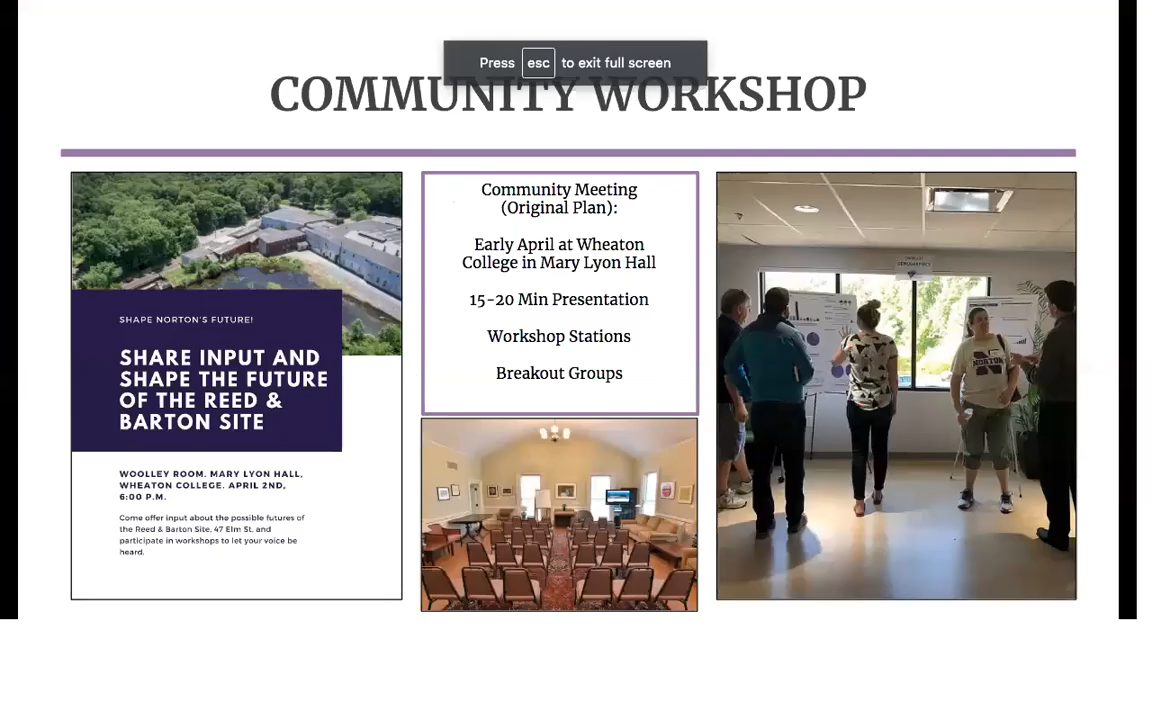 Press esc to exit full screen
COMMUNITY WORKSHOP
SHAPE NORTON'S FUTURE!
SHARE INPUT AND
SHAPE THE FUTURE
OF THE REED &
BARTON SITE
WOOLLEY ROOM. MARY LYON HALL,
WHEATON COLLEGE. APRIL 2ND,
6:00 P.M.
Come offer input about the possible futures of
the Reed & Barton Site, 47 Elm St, and
participate in workshops to let your voice be
heard.
Community Meeting
(Original Plan):
Early April at Wheaton
College in Mary Lyon Hall
15-20 Min Presentation
Workshop Stations
Breakout Groups
NORTON